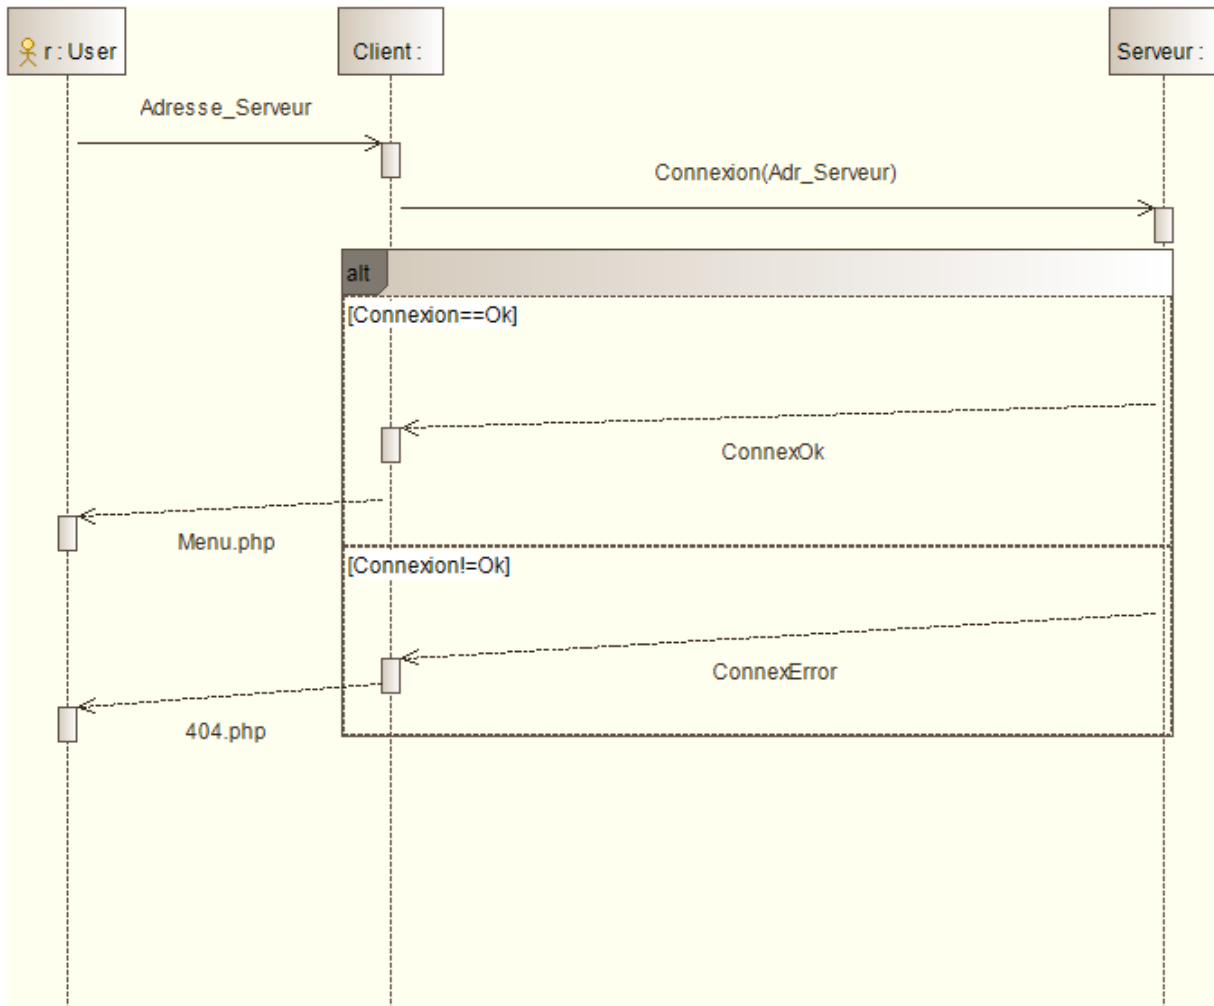 r : User
Client :
Serveur :
Adresse_Serveur
Connexion(Adr_Serveur)
alt
[Connexion==Ok]
ConnexOk
Menu.php
[Connexion!=Ok]
ConnexError
404.php